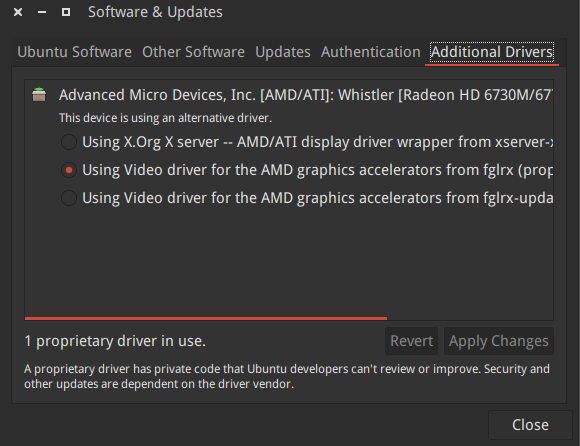 Software & Updates
Ubuntu Software Other Software Updates Authentication Additional Drivers
Advanced Micro Devices, Inc. [AMD/ATI]: Whistler [Radeon HD 6730M/67
This device is using an alternative driver.
Using X.Org X server -- AMD/ATI display driver wrapper from xserver-x
Using Video driver for the AMD graphics accelerators from fglrx (prop
Using Video driver for the AMD graphics accelerators from fglrx-upda
1 proprietary driver in use. Revert Apply Changes
A proprietary driver has private code that Ubuntu developers can't review or improve. Security and
other updates are dependent on the driver vendor.
Close